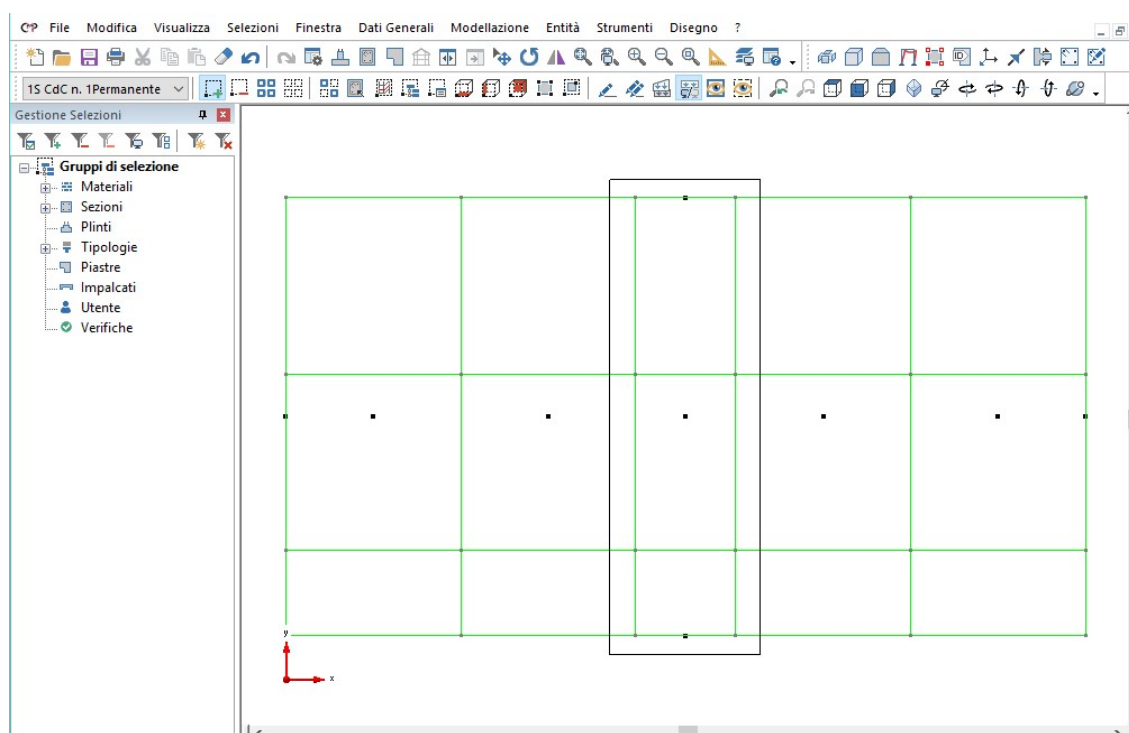 CMP File Modifica Visualizza Selezioni Finestra Dati Generali Modellazione Entità Strumenti Disegno ?
1S CdC n. 1Permanente
Gestione Selezioni
Gruppi di selezione
Materiali
Sezioni
Plinti
Tipologie
Piastre
Impalcati
Utente
Verifiche
y
x